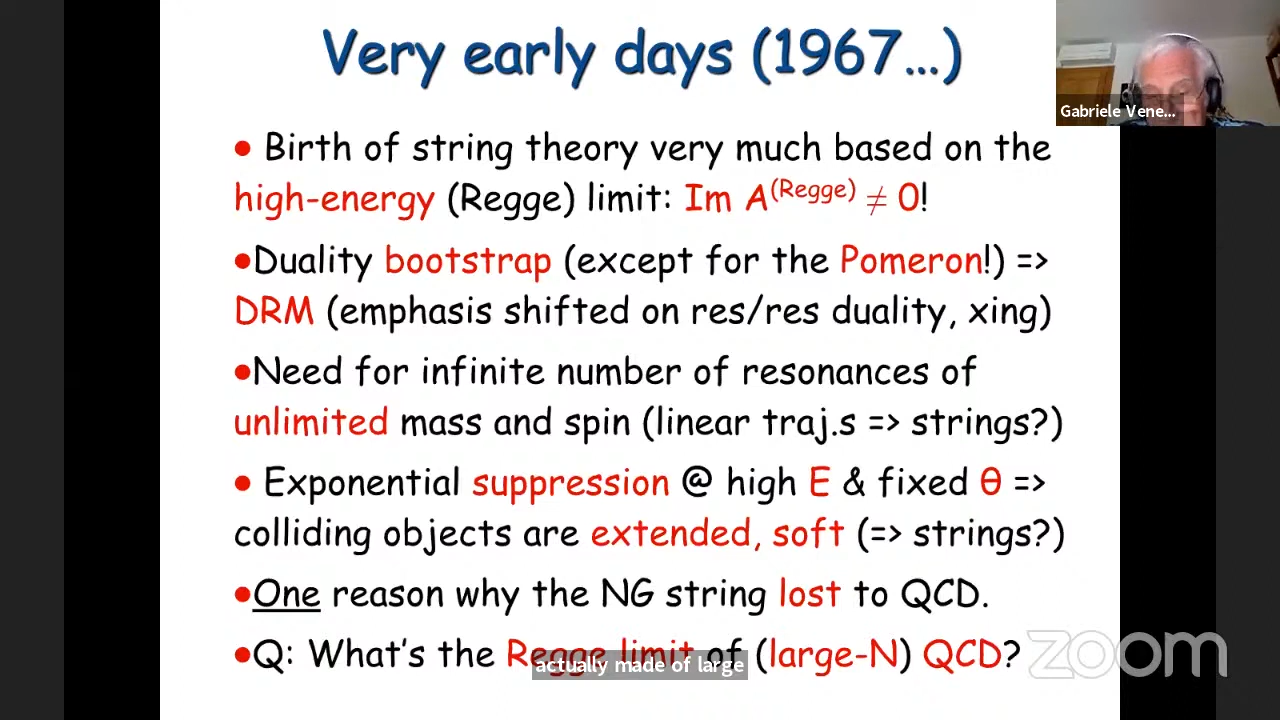 Very early days (1967…)
Gabriele Vene...
• Birth of string theory very much based on the
high-energy (Regge) limit: Im A(Regge) ≠ 0!
•Duality bootstrap (except for the Pomeron!) =>
DRM (emphasis shifted on res/res duality, xing)
•Need for infinite number of resonances of
unlimited mass and spin (linear traj.s => strings?)
• Exponential suppression @ high E & fixed θ =>
colliding objects are extended, soft (=> strings?)
•One reason why the NG string lost to QCD.
•Q: What's the Regge limit of (large-N) QCD?
actually made of large
zoom